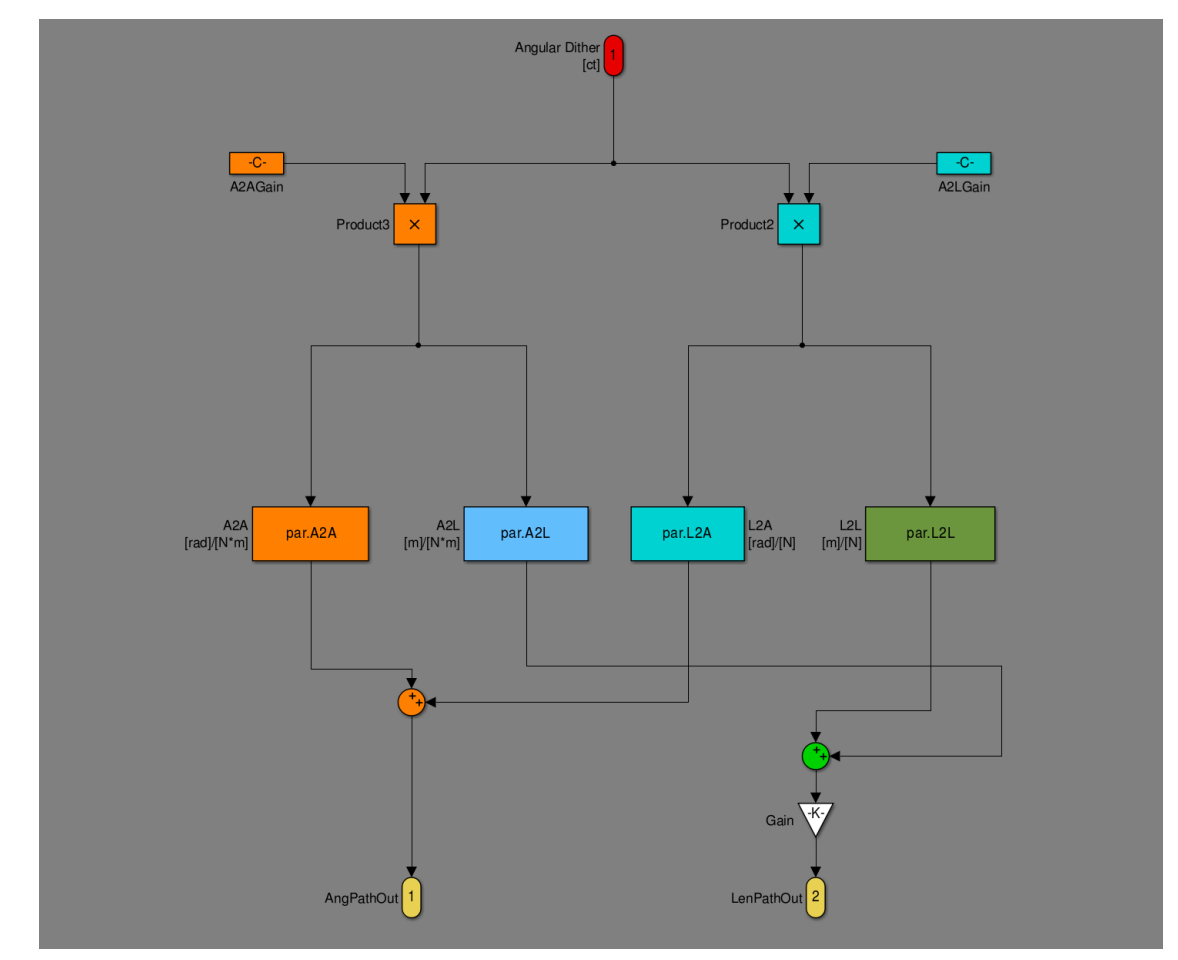 Angular Dither
[ct]
1
-C-
A2AGain
-C-
A2LGain
Product3
×
Product2
×
A2A
[rad]/[N*m]
par.A2A
A2L
[m]/[N*m]
par.A2L
par.L2A
L2A
[rad]/[N]
L2L
[m]/[N]
par.L2L
++
++
Gain
-K-
AngPathOut
1
LenPathOut
2